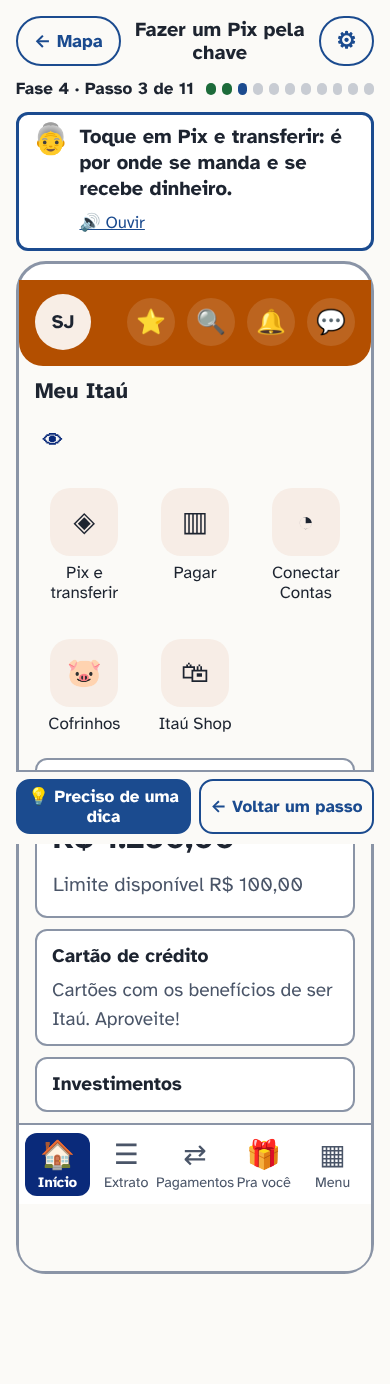 ← Mapa
Fazer um Pix pela
chave
Fase 4 · Passo 3 de 11
Toque em Pix e transferir: é
por onde se manda e se
recebe dinheiro.
🔊 Ouvir
SJ
Meu Itaú
Pix e
transferir
Pagar
Conectar
Contas
Cofrinhos
Itaú Shop
💡 Preciso de uma
dica
← Voltar um passo
Limite disponível R$ 100,00
Cartão de crédito
Cartões com os benefícios de ser
Itaú. Aproveite!
Investimentos
Início
Extrato
Pagamentos
Pra você
Menu